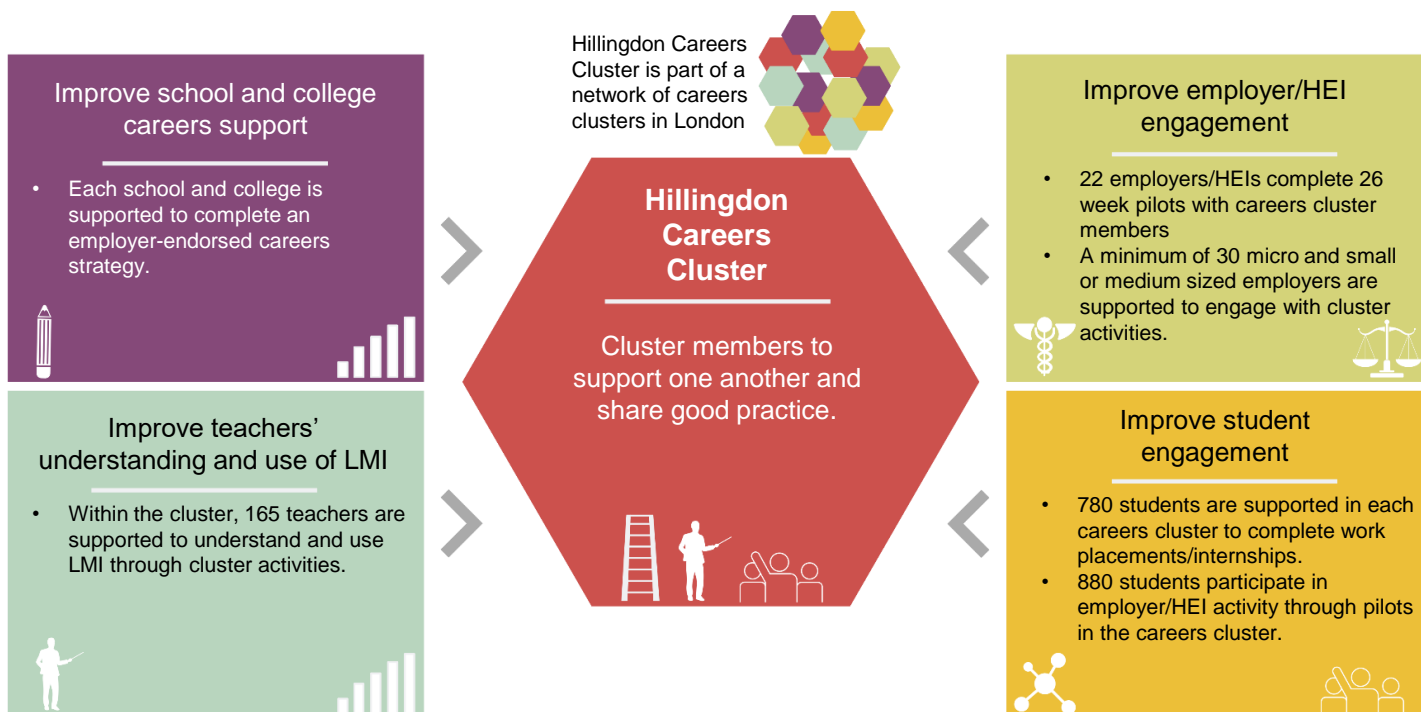 Hillingdon Careers
Cluster is part of a
network of careers
clusters in London
Improve school and college
careers support
• Each school and college is
supported to complete an
employer-endorsed careers
strategy.
Improve teachers’
understanding and use of LMI
• Within the cluster, 165 teachers are
supported to understand and use
LMI through cluster activities.
Hillingdon
Careers
Cluster
Cluster members to
support one another and
share good practice.
Improve employer/HEI
engagement
• 22 employers/HEIs complete 26
week pilots with careers cluster
members
• A minimum of 30 micro and small
or medium sized employers are
supported to engage with cluster
activities.
Improve student
engagement
• 780 students are supported in each
careers cluster to complete work
placements/internships.
• 880 students participate in
employer/HEI activity through pilots
in the careers cluster.